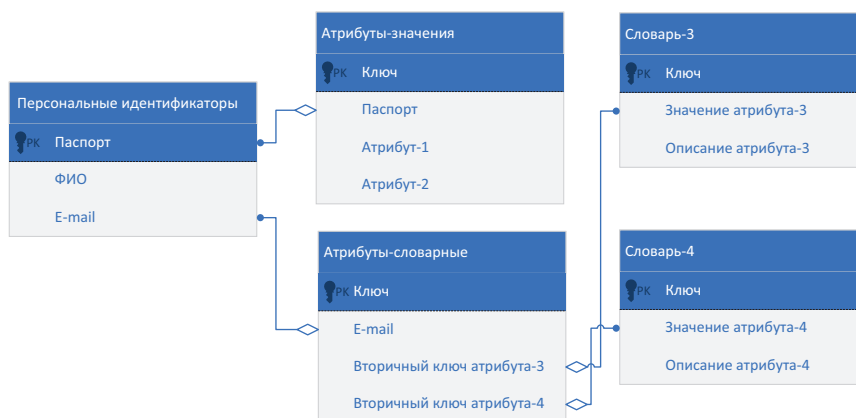 Персональные идентификаторы
PK Паспорт
ФИО
E-mail
Атрибуты-значения
PK Ключ
Паспорт
Атрибут-1
Атрибут-2
Атрибуты-словарные
PK Ключ
E-mail
Вторичный ключ атрибута-3
Вторичный ключ атрибута-4
Словарь-3
PK Ключ
Значение атрибута-3
Описание атрибута-3
Словарь-4
PK Ключ
Значение атрибута-4
Описание атрибута-4